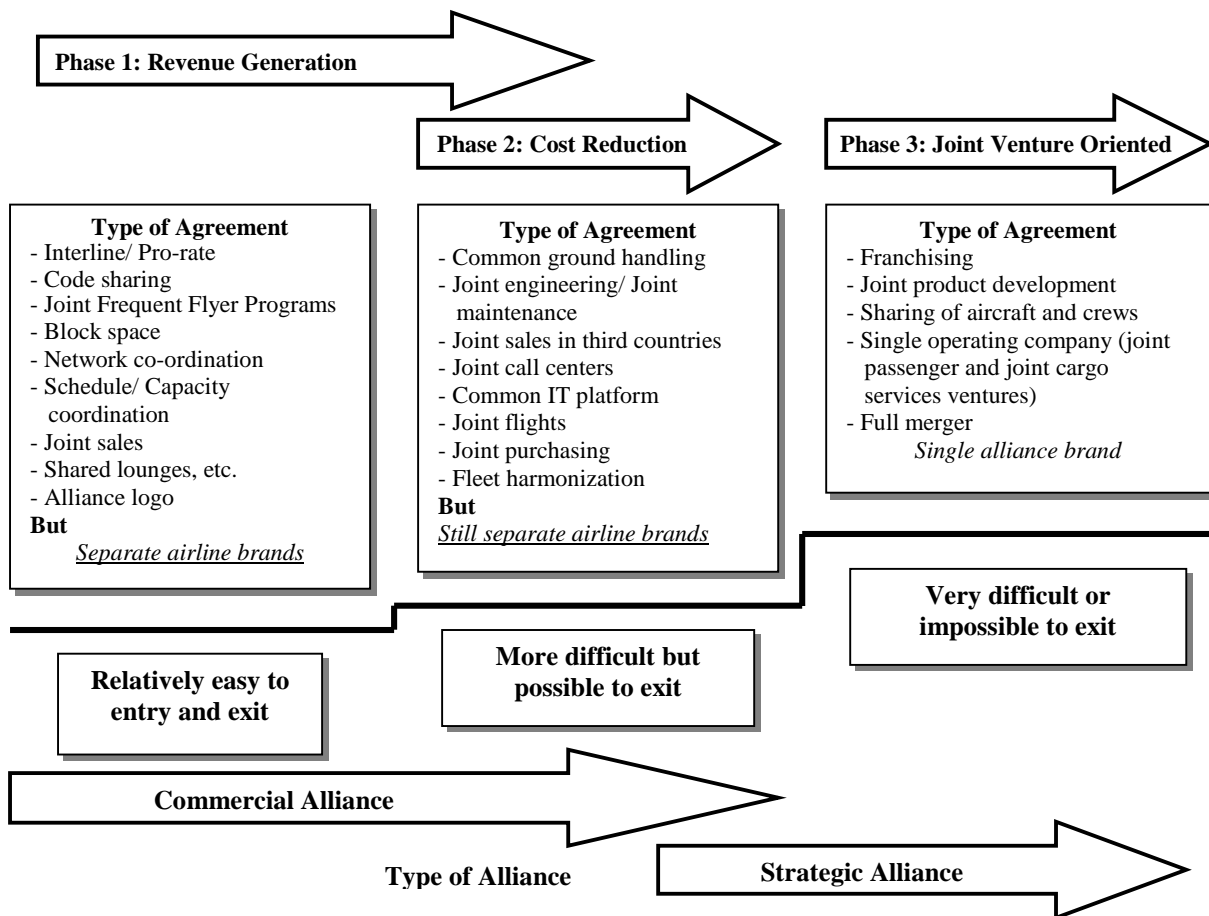 Phase 1: Revenue Generation
Phase 2: Cost Reduction
Phase 3: Joint Venture Oriented
Type of Agreement
- Interline/ Pro-rate
- Code sharing
- Joint Frequent Flyer Programs
- Block space
- Network co-ordination
- Schedule/ Capacity
coordination
- Joint sales
- Shared lounges, etc.
- Alliance logo
But
Separate airline brands
Type of Agreement
- Common ground handling
- Joint engineering/ Joint
maintenance
- Joint sales in third countries
- Joint call centers
- Common IT platform
- Joint flights
- Joint purchasing
- Fleet harmonization
But
Still separate airline brands
Type of Agreement
- Franchising
- Joint product development
- Sharing of aircraft and crews
- Single operating company (joint
passenger and joint cargo
services ventures)
- Full merger
Single alliance brand
Relatively easy to
entry and exit
More difficult but
possible to exit
Very difficult or
impossible to exit
Commercial Alliance
Type of Alliance
Strategic Alliance